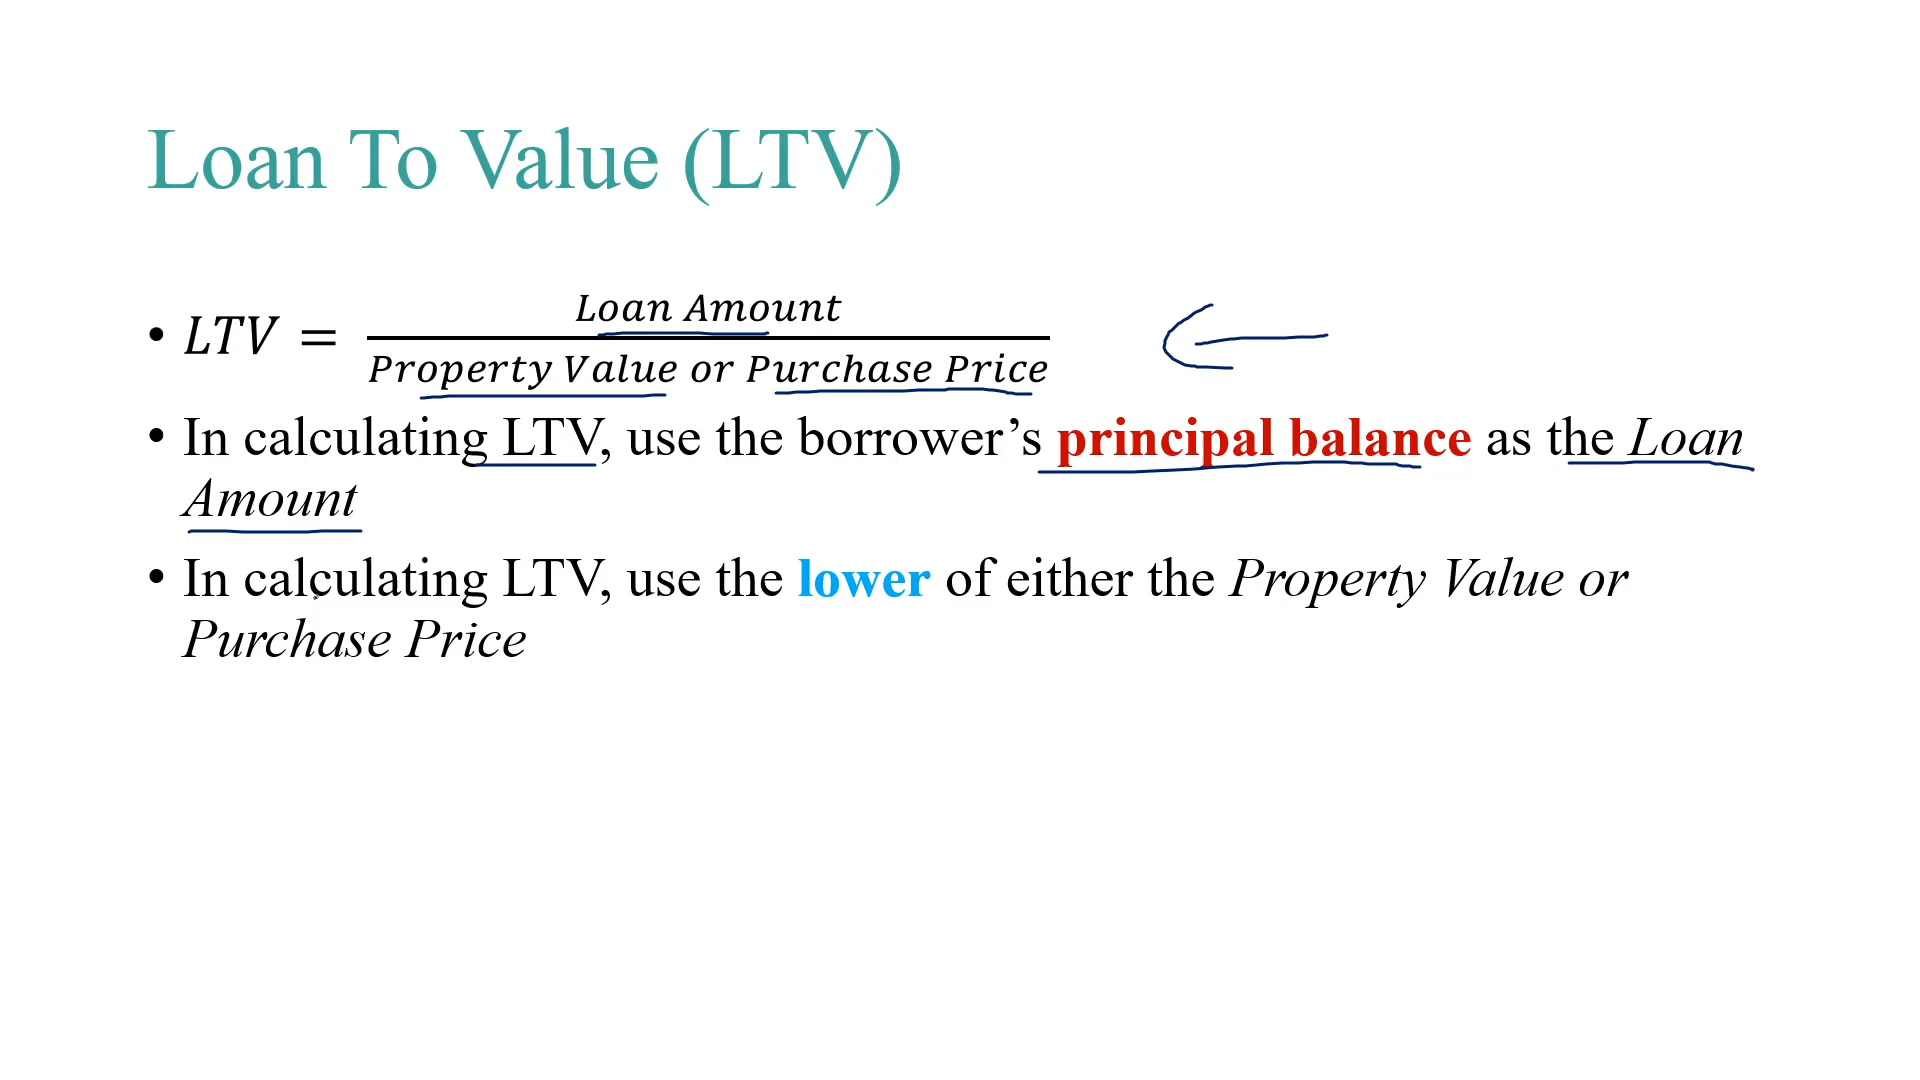 Loan To Value (LTV)
• LTV = Loan Amount / Property Value or Purchase Price
• In calculating LTV, use the borrower’s principal balance as the Loan
Amount
• In calculating LTV, use the lower of either the Property Value or
Purchase Price